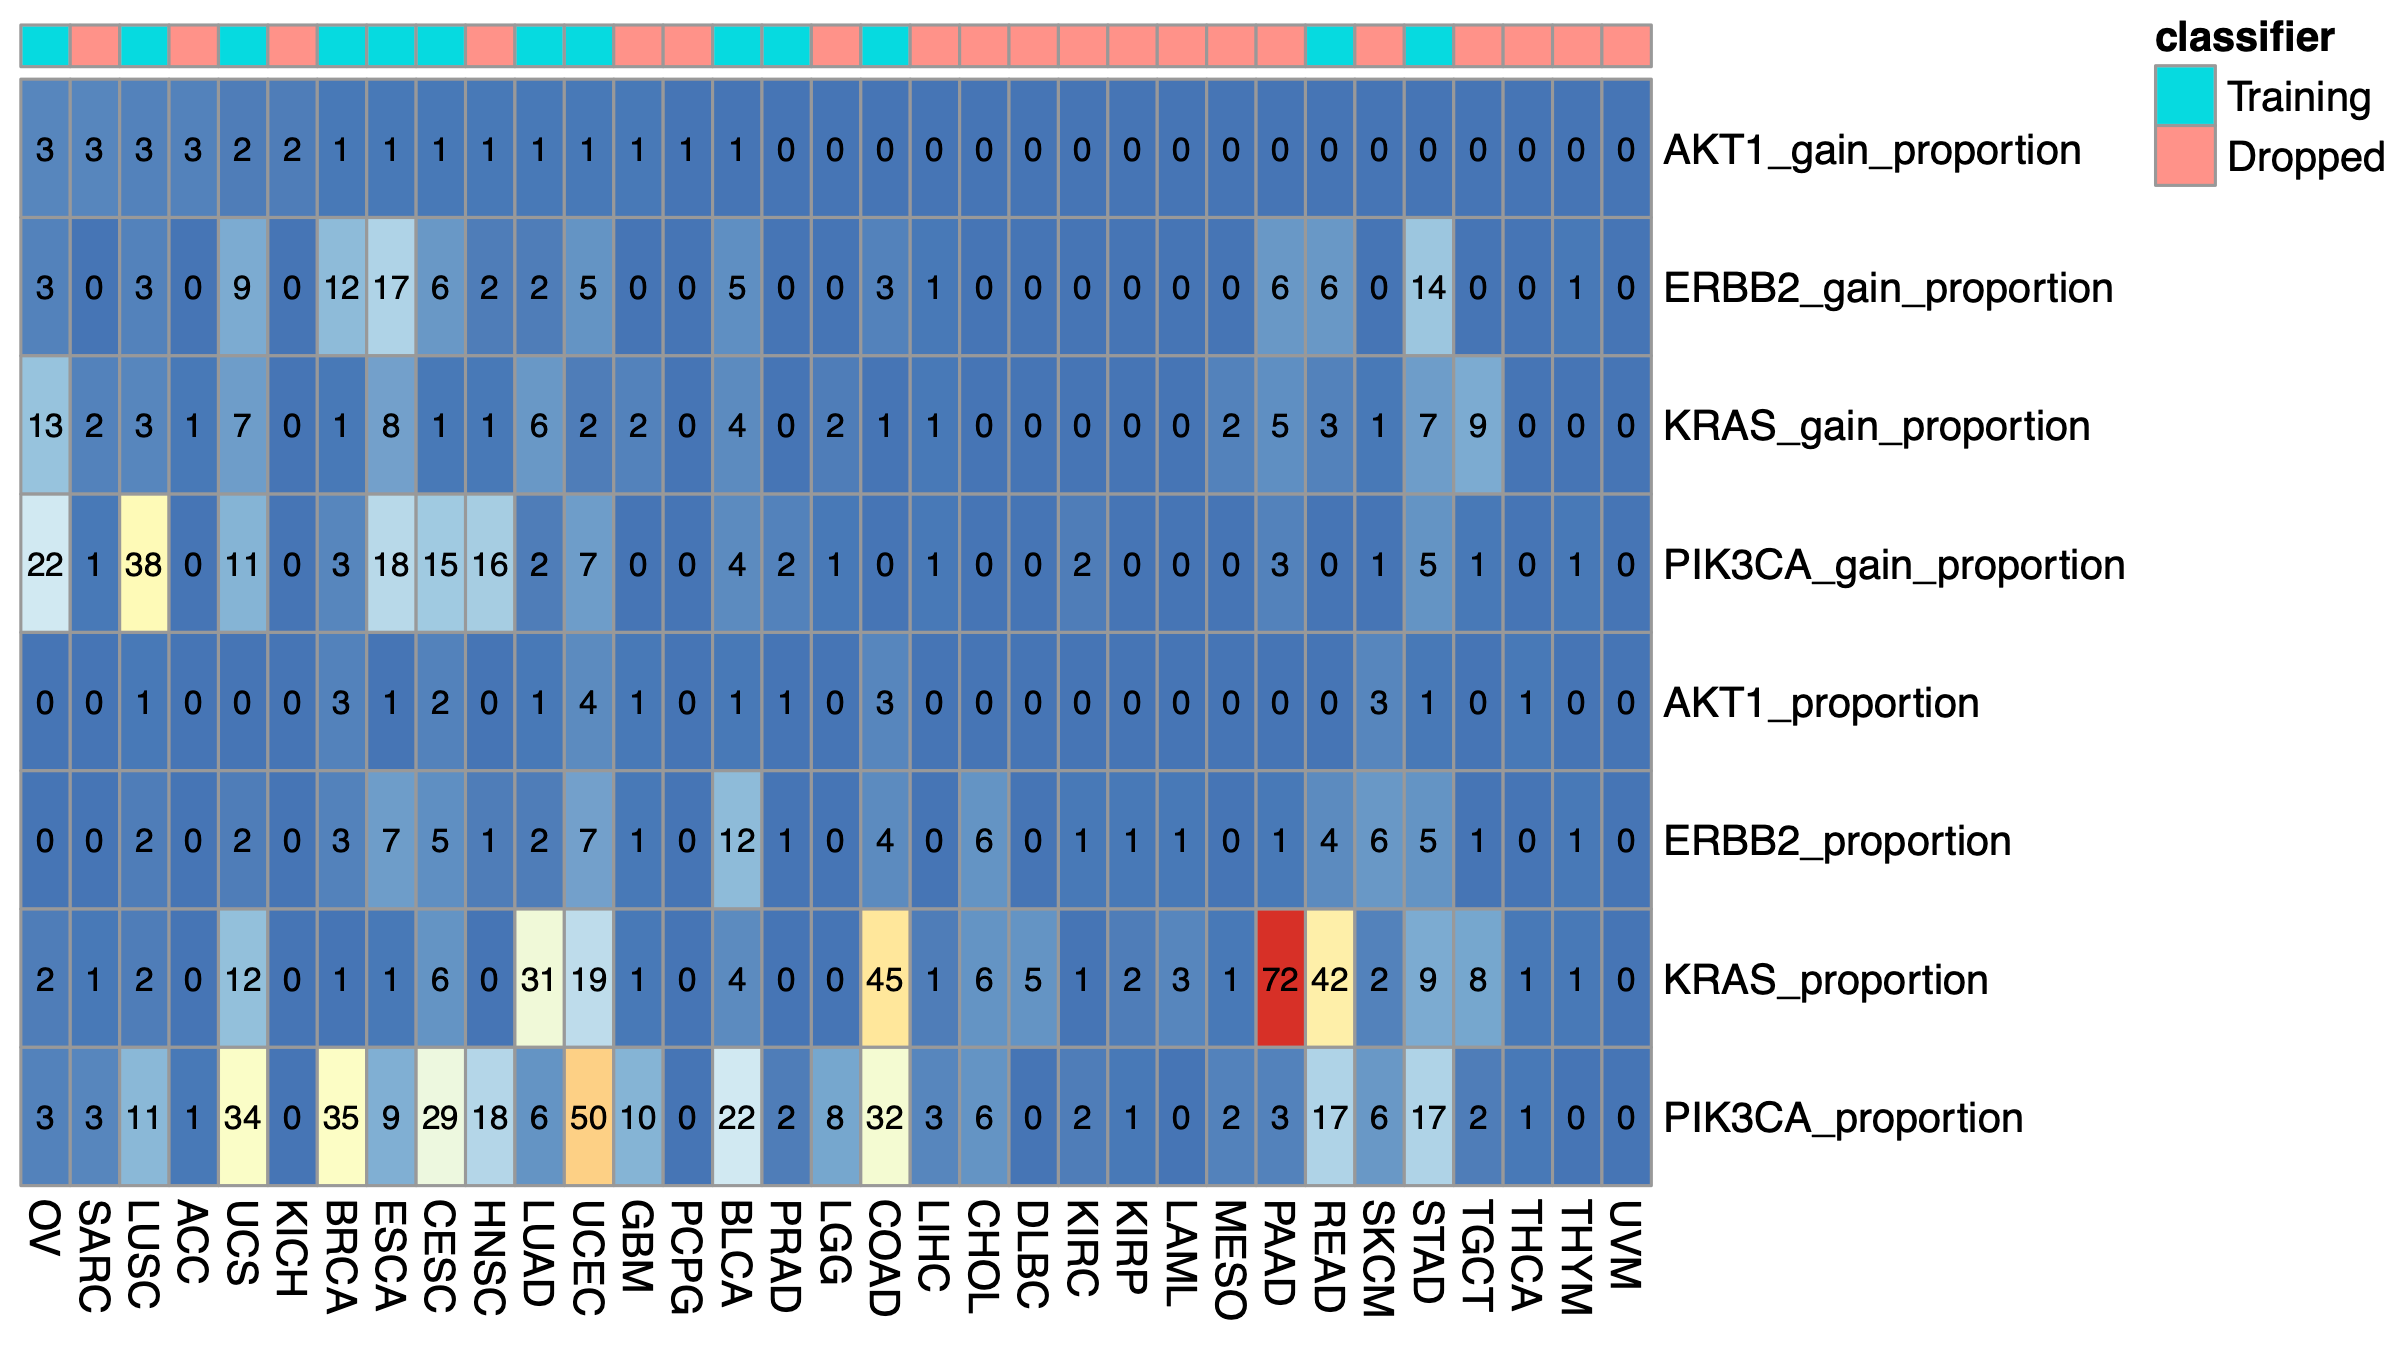 classifier
Training
Dropped
3 3 3 3 2 2 1 1 1 1 1 1 1 1 1 0 0 0 0 0 0 0 0 0 0 0 0 0 0 0 0 0 0 AKT1_gain_proportion
3 0 3 0 9 0 12 17 6 2 2 5 0 0 5 0 0 3 1 0 0 0 0 0 0 6 6 0 14 0 0 1 0 ERBB2_gain_proportion
13 2 3 1 7 0 1 8 1 1 6 2 2 0 4 0 2 1 1 0 0 0 0 0 2 5 3 1 7 9 0 0 0 KRAS_gain_proportion
22 1 38 0 11 0 3 18 15 16 2 7 0 0 4 2 1 0 1 0 0 2 0 0 0 3 0 1 5 1 0 1 0 PIK3CA_gain_proportion
0 0 1 0 0 0 3 1 2 0 1 4 1 0 1 1 0 3 0 0 0 0 0 0 0 0 0 3 1 0 1 0 0 AKT1_proportion
0 0 2 0 2 0 3 7 5 1 2 7 1 0 12 1 0 4 0 6 0 1 1 1 0 1 4 6 5 1 0 1 0 ERBB2_proportion
2 1 2 0 12 0 1 1 6 0 31 19 1 0 4 0 0 45 1 6 5 1 2 3 1 72 42 2 9 8 1 1 0 KRAS_proportion
3 3 11 1 34 0 35 9 29 18 6 50 10 0 22 2 8 32 3 6 0 2 1 0 2 3 17 6 17 2 1 0 0 PIK3CA_proportion
OV SARC LUSC ACC UCS KICH BRCA ESCA CESC HNSC LUAD UCEC GBM PCPG BLCA PRAD LGG COAD LIHC CHOL DLBC KIRC KIRP LAML MESO PAAD READ SKCM STAD TGCT THCA THYM UVM